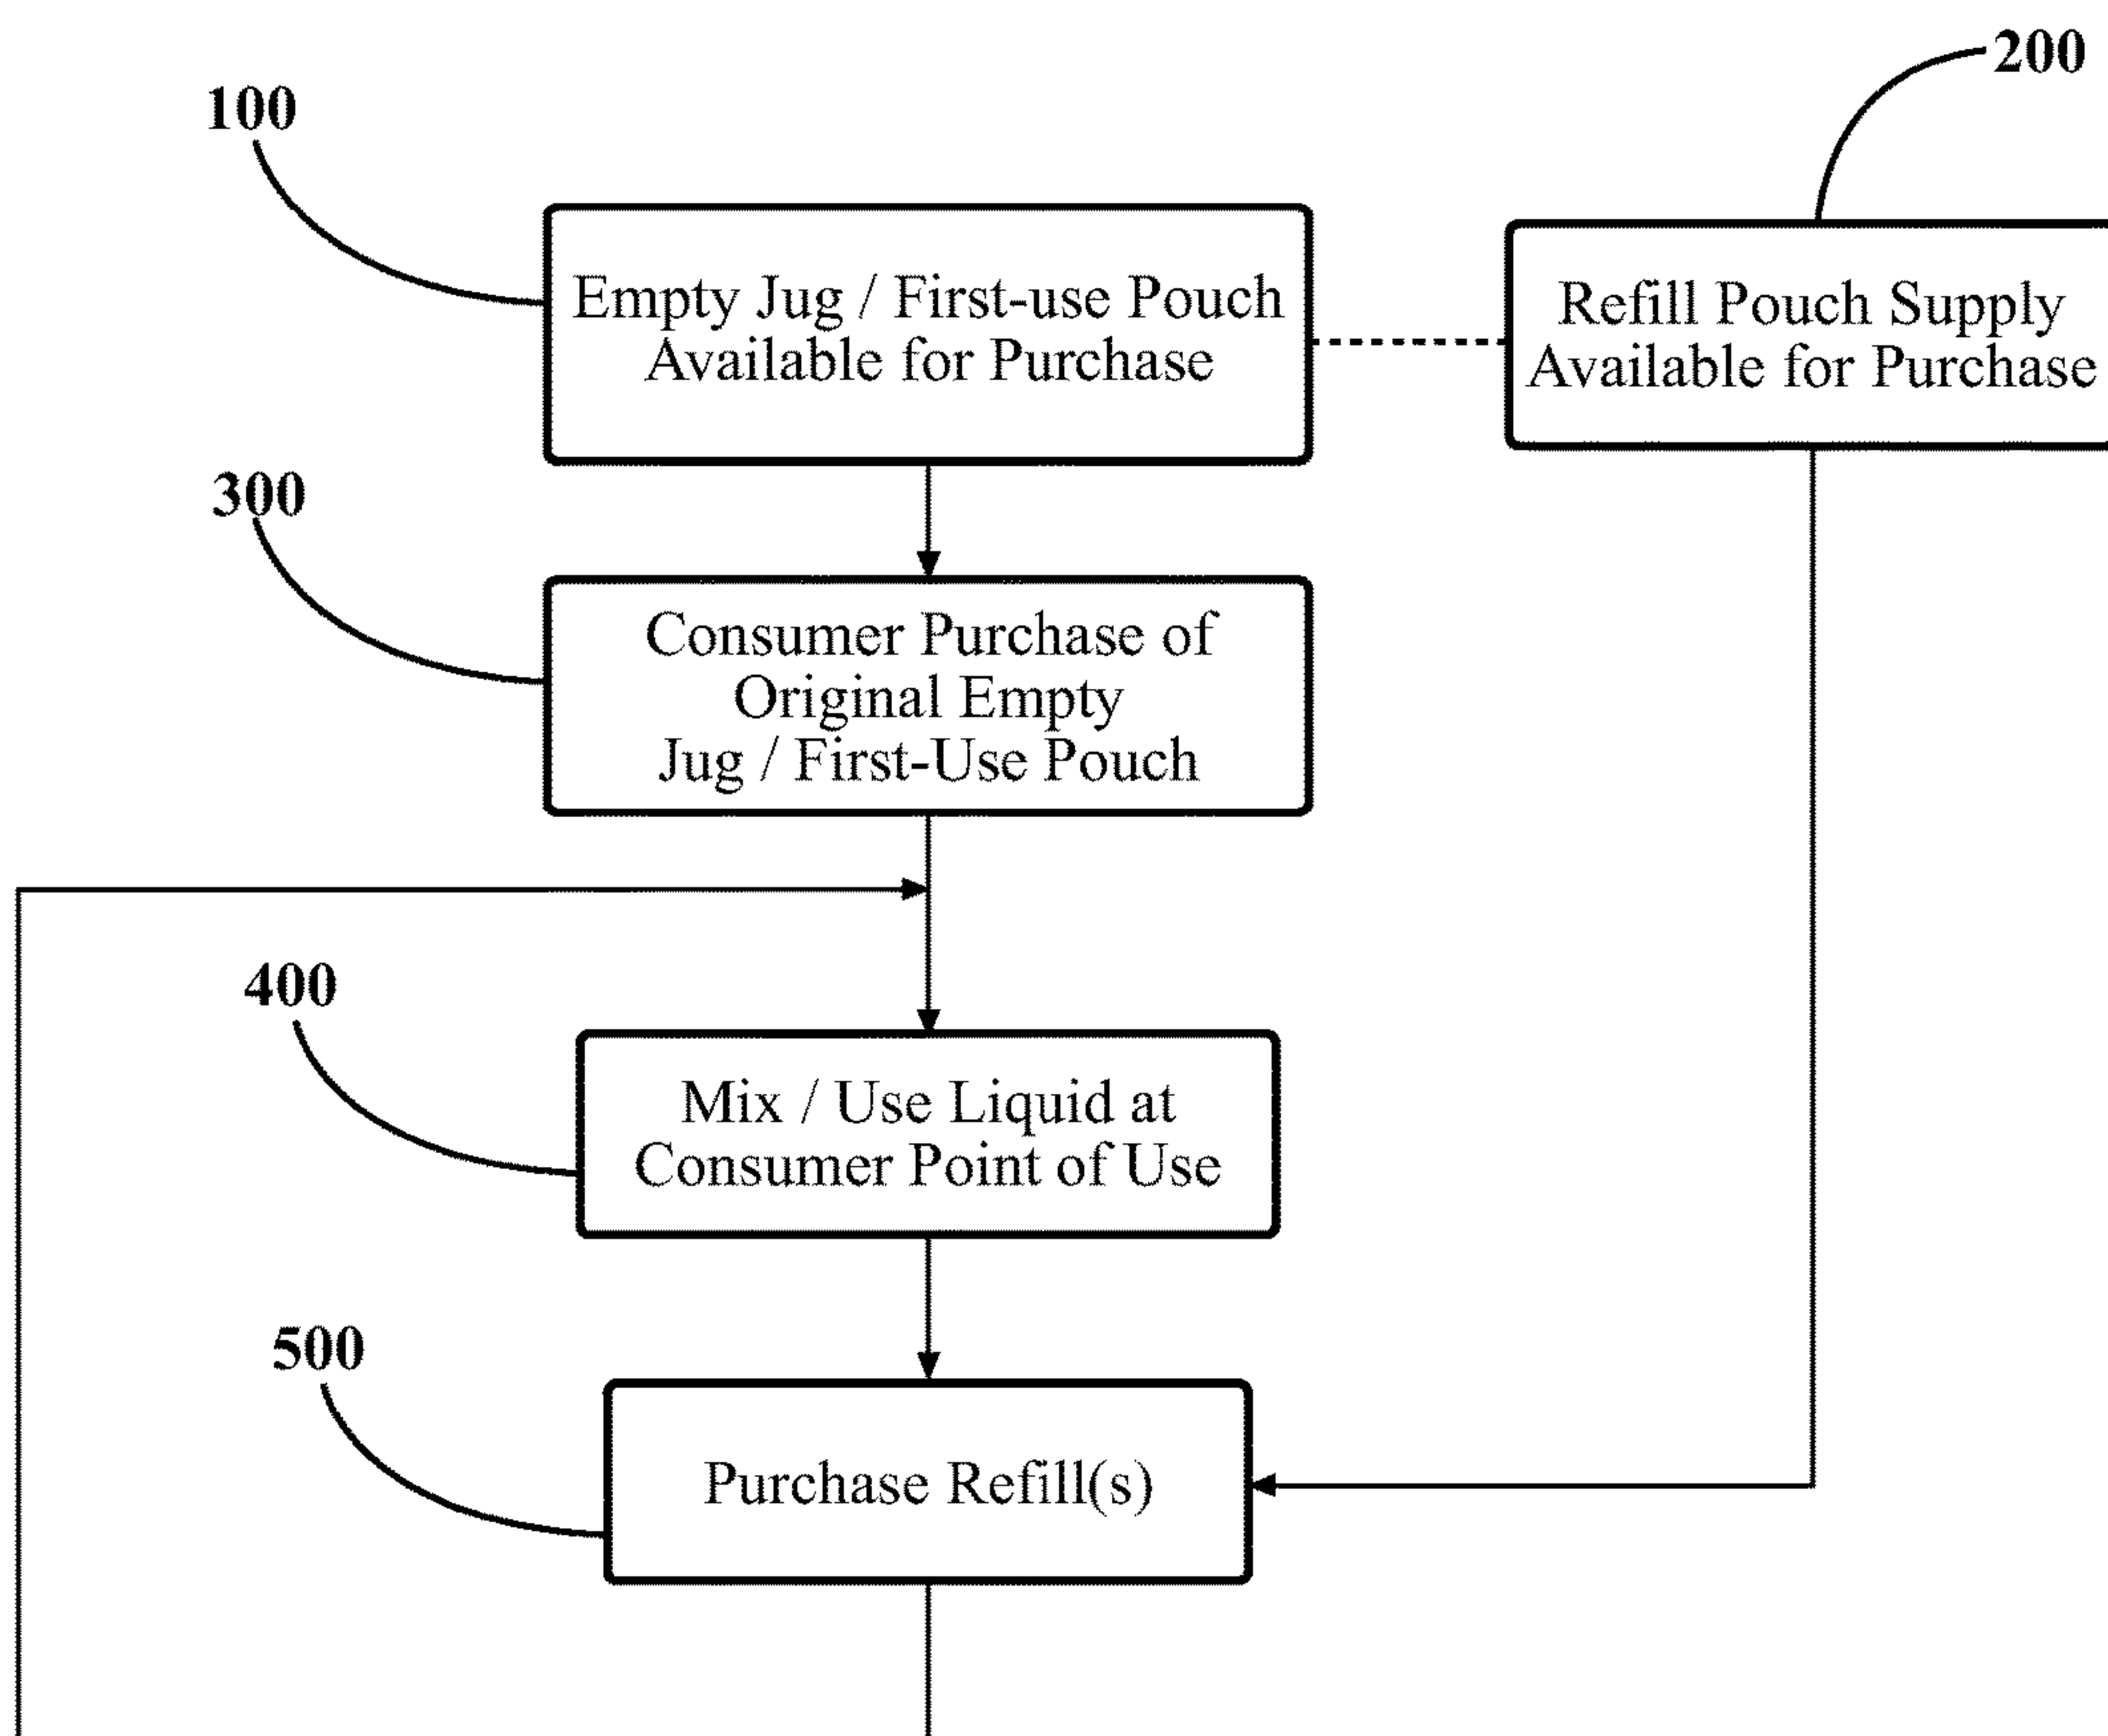 200
100
Empty Jug / First-use Pouch
Available for Purchase
Refill Pouch Supply
Available for Purchase
300
Consumer Purchase of
Original Empty
Jug / First-Use Pouch
400
Mix / Use Liquid at
Consumer Point of Use
500
Purchase Refill(s)